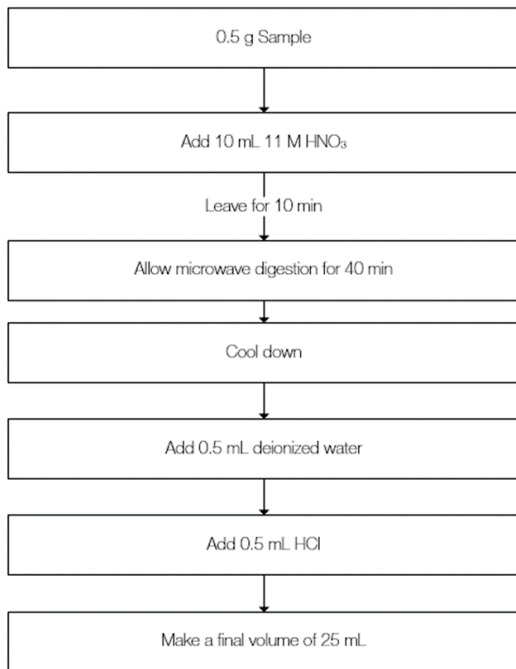 0.5 g Sample
Add 10 mL 11 M HNO₃
Leave for 10 min
Allow microwave digestion for 40 min
Cool down
Add 0.5 mL deionized water
Add 0.5 mL HCl
Make a final volume of 25 mL